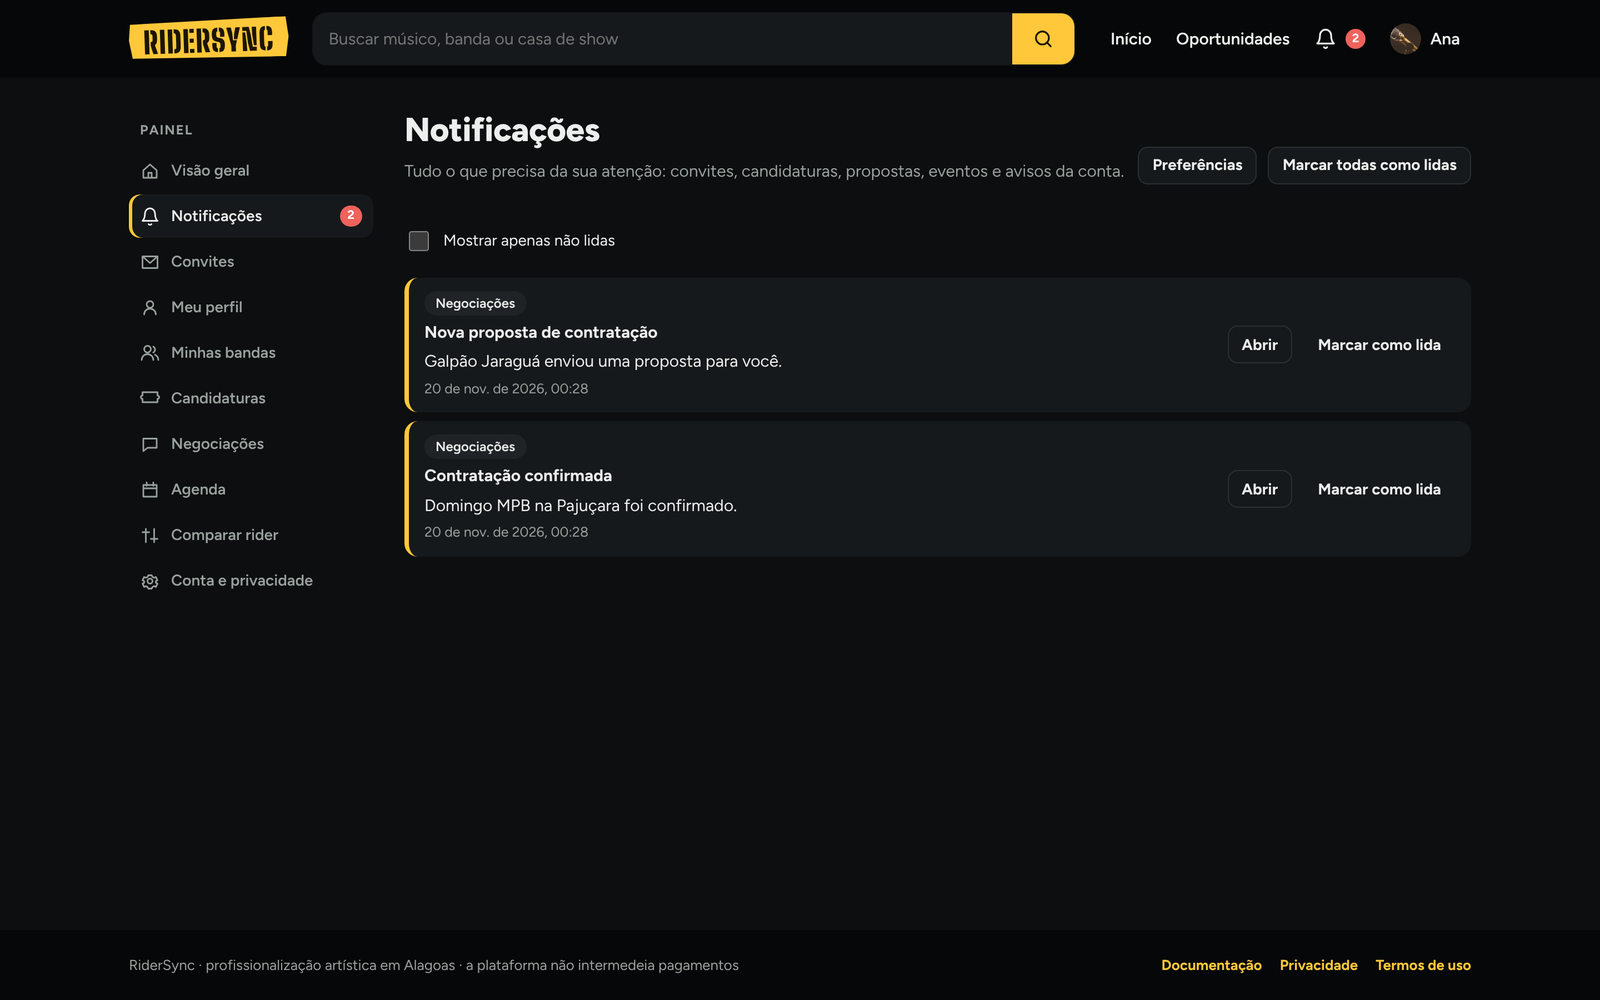 RIDERSYNC
Buscar músico, banda ou casa de show
Início
Oportunidades
2
Ana
PAINEL
Visão geral
Notificações
2
Convites
Meu perfil
Minhas bandas
Candidaturas
Negociações
Agenda
Comparar rider
Conta e privacidade
Notificações
Tudo o que precisa da sua atenção: convites, candidaturas, propostas, eventos e avisos da conta.
Preferências
Marcar todas como lidas
Mostrar apenas não lidas
Negociações
Nova proposta de contratação
Galpão Jaraguá enviou uma proposta para você.
20 de nov. de 2026, 00:28
Abrir
Marcar como lida
Negociações
Contratação confirmada
Domingo MPB na Pajuçara foi confirmado.
20 de nov. de 2026, 00:28
Abrir
Marcar como lida
RiderSync · profissionalização artística em Alagoas · a plataforma não intermedeia pagamentos
Documentação
Privacidade
Termos de uso